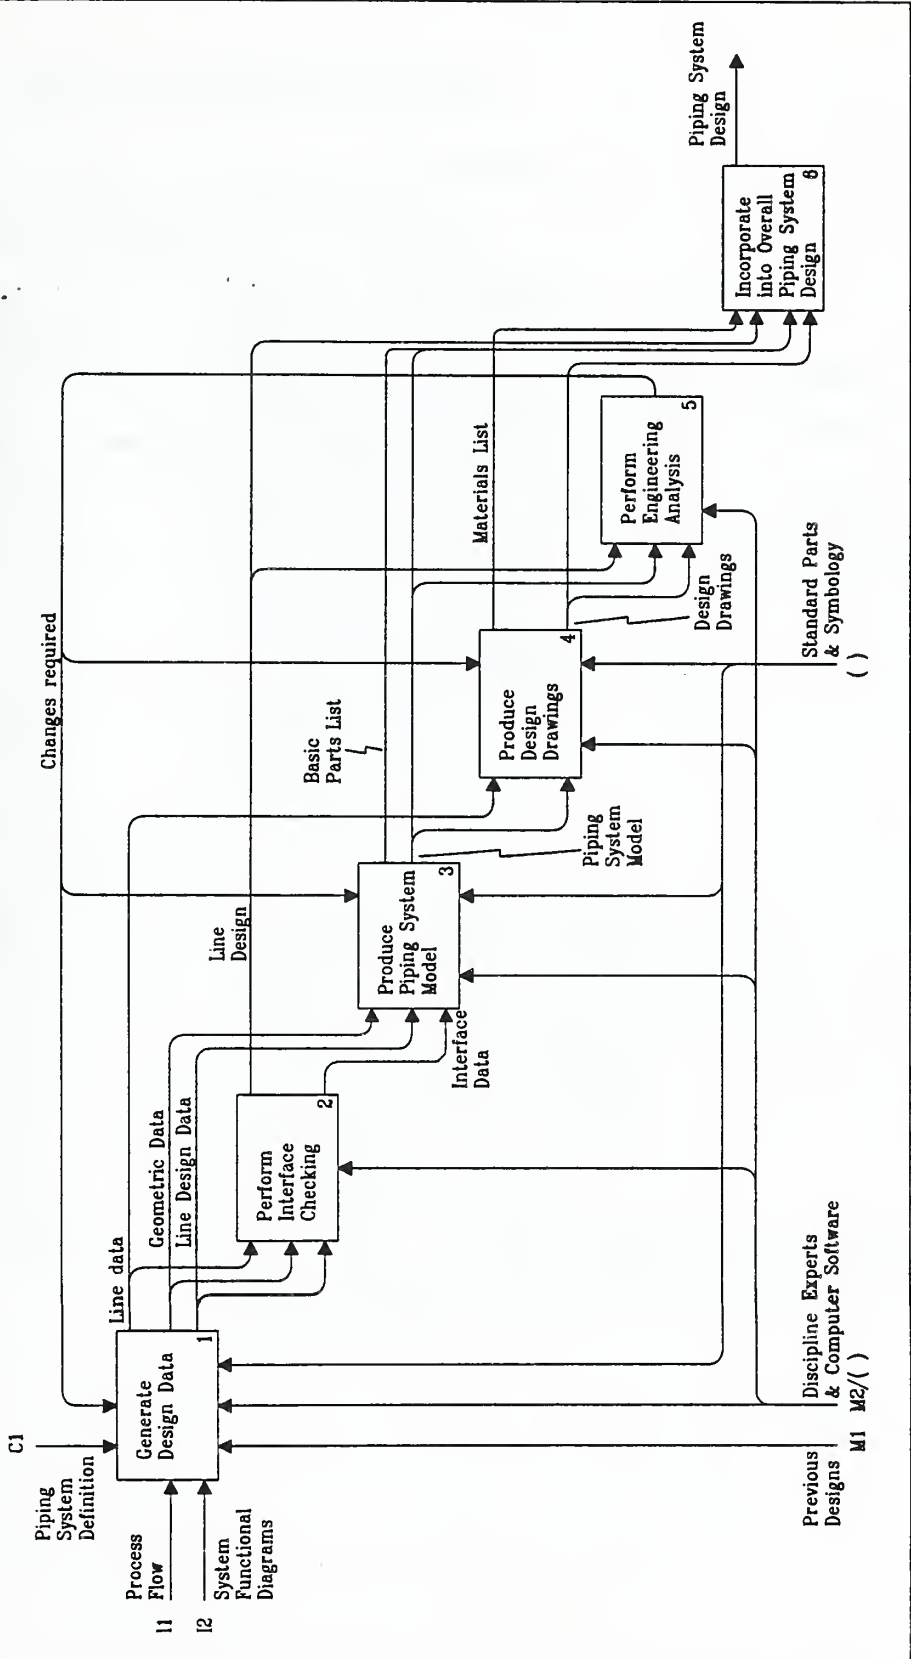 C1
Piping
System
Definition
Process
Flow
I1
I2
System
Functional
Diagrams
Generate
Design Data
1
Changes required
Line data
Geometric Data
Line Design Data
Perform
Interface
Checking
2
Line
Design
Interface
Data
Produce
Piping System
Model
3
Basic
Parts List
Piping
System
Model
Produce
Design
Drawings
4
Materials List
Design
Drawings
Perform
Engineering
Analysis
5
Incorporate
into Overall
Piping System
Design
6
Piping System
Design
Previous
Designs
M1
Discipline Experts
& Computer Software
M2/( )
Standard Parts
& Symbology
( )